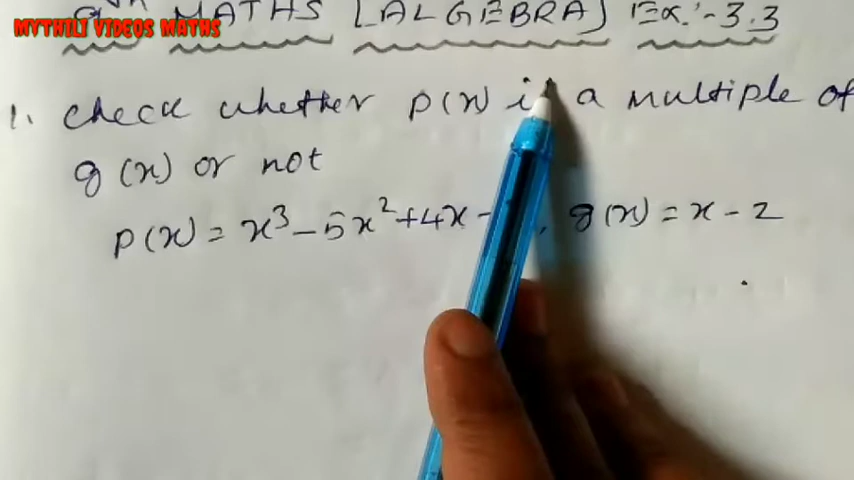 MATHS [ALGEBRA] Ex:-3.3
MYTHILI VIDEOS MATHS
1. check whether p(x) is a multiple of
g(x) or not
p(x) = x³ - 5x² + 4x - , g(x) = x - 2